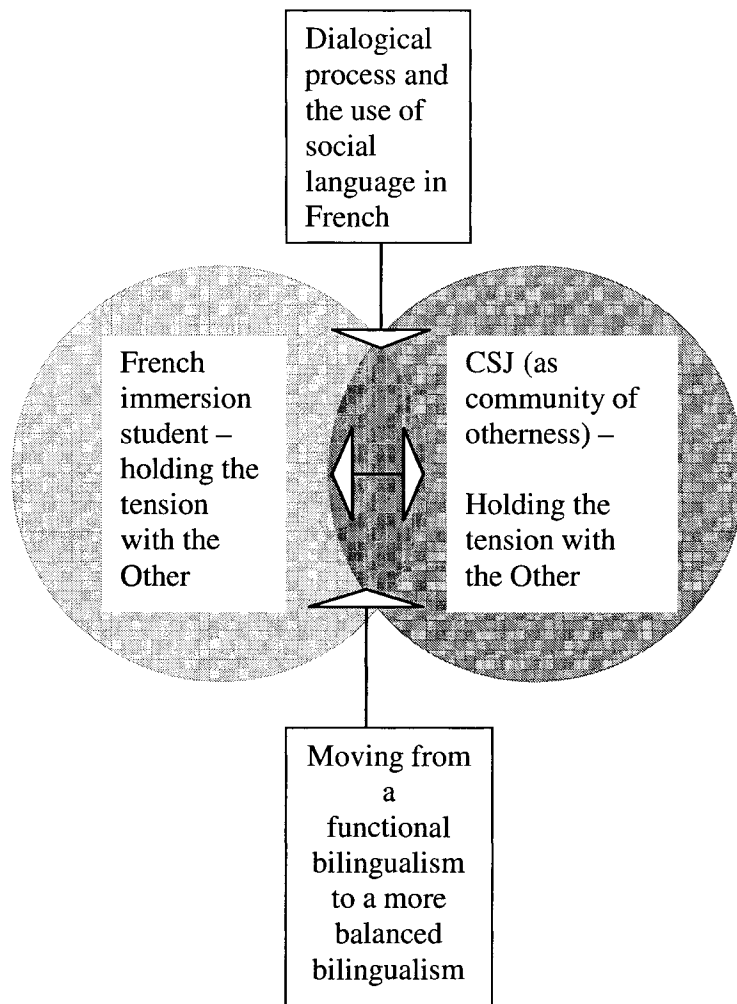 Dialogical
process and
the use of
social
language in
French
French
immersion
student –
holding the
tension
with the
Other
CSJ (as
community of
otherness) –
Holding the
tension with
the Other
Moving from
a
functional
bilingualism
to a more
balanced
bilingualism